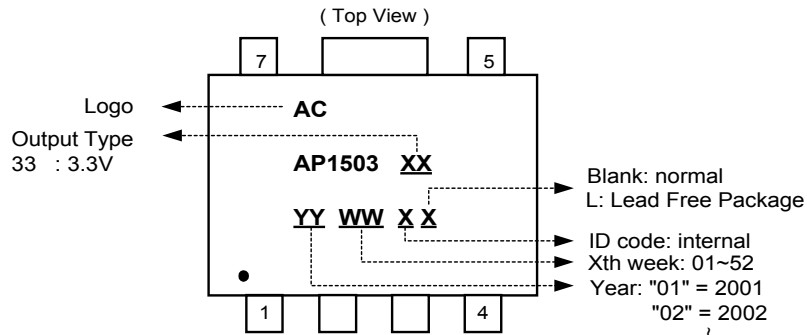 ( Top View )
7 5
Logo AC
Output Type
33 : 3.3V
AP1503 XX
Blank: normal
L: Lead Free Package
YY WW X X
ID code: internal
Xth week: 01~52
Year: "01" = 2001
"02" = 2002
~
1 4